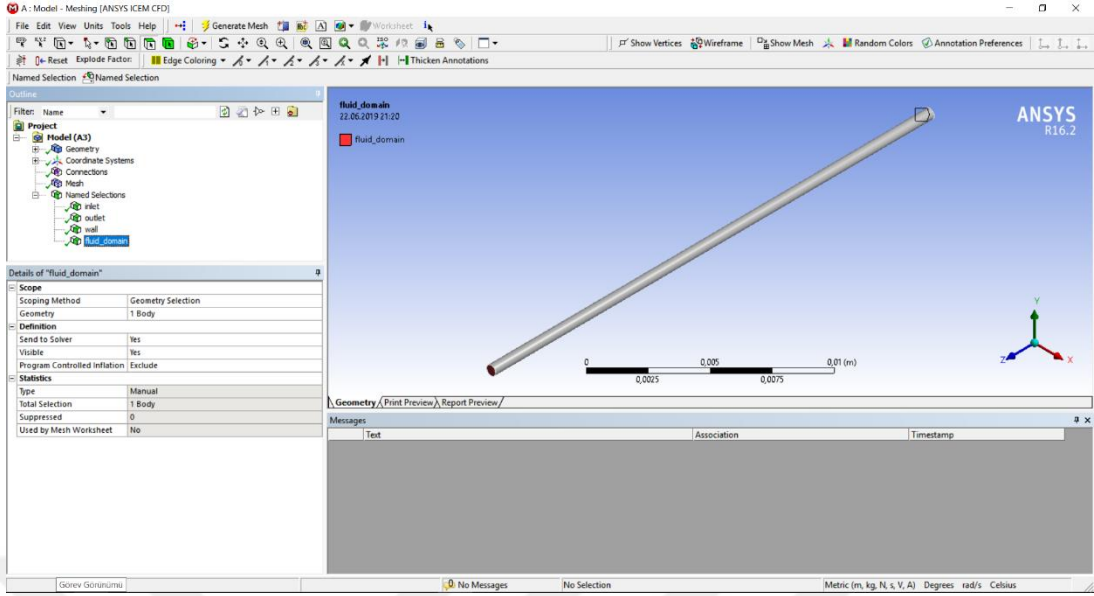 A : Model - Meshing [ANSYS ICEM CFD]
File Edit View Units Tools Help Generate Mesh Worksheet
Show Vertices Wireframe Show Mesh Random Colors Annotation Preferences
Reset Explode Factor: Edge Coloring Thicken Annotations
Named Selection Named Selection
Outline
Filter: Name
Project
Model (A3)
Geometry
Coordinate Systems
Connections
Mesh
Named Selections
inlet
outlet
wall
fluid_domain
Details of "fluid_domain"
Scope
Scoping Method Geometry Selection
Geometry 1 Body
Definition
Send to Solver Yes
Visible Yes
Program Controlled Inflation Exclude
Statistics
Type Manual
Total Selection 1 Body
Suppressed 0
Used by Mesh Worksheet No
fluid_domain
22.06.2019 21:20
fluid_domain
ANSYS
R16.2
Y
Z X
0 0,005 0,01 (m)
0,0025 0,0075
Geometry Print Preview Report Preview
Messages
Text Association Timestamp
Görev Görünümü No Messages No Selection Metric (m, kg, N, s, V, A) Degrees rad/s Celsius